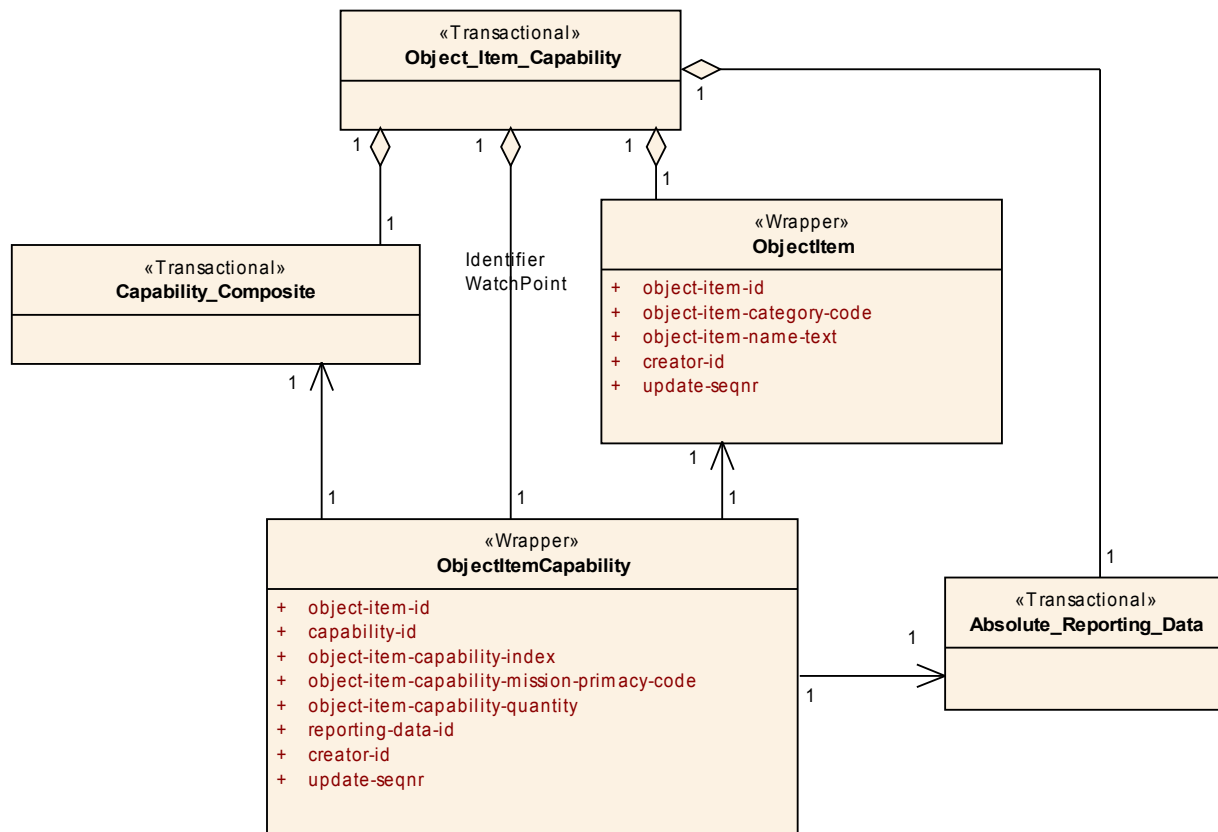 «Transactional»
Object_Item_Capability
1
1
1
1
1
1
«Wrapper»
ObjectItem
+ object-item-id
+ object-item-category-code
+ object-item-name-text
+ creator-id
+ update-seqnr
«Transactional»
Capability_Composite
Identifier
WatchPoint
1
1
1
1
1
1
«Wrapper»
ObjectItemCapability
+ object-item-id
+ capability-id
+ object-item-capability-index
+ object-item-capability-mission-primacy-code
+ object-item-capability-quantity
+ reporting-data-id
+ creator-id
+ update-seqnr
1
«Transactional»
Absolute_Reporting_Data
1
1